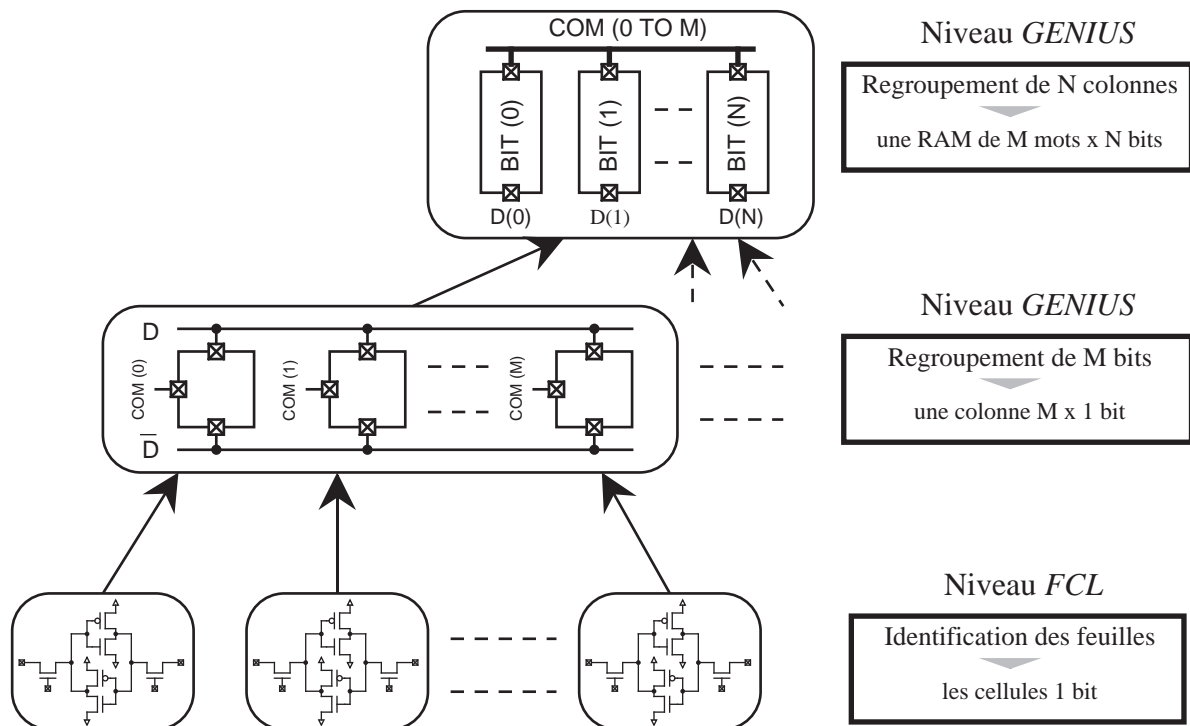 COM (0 TO M)
BIT (0)
BIT (1)
BIT (N)
D(0)
D(1)
D(N)
Niveau GENIUS
Regroupement de N colonnes
une RAM de M mots x N bits
D
COM (0)
COM (1)
COM (M)
D̅
Niveau GENIUS
Regroupement de M bits
une colonne M x 1 bit
Niveau FCL
Identification des feuilles
les cellules 1 bit